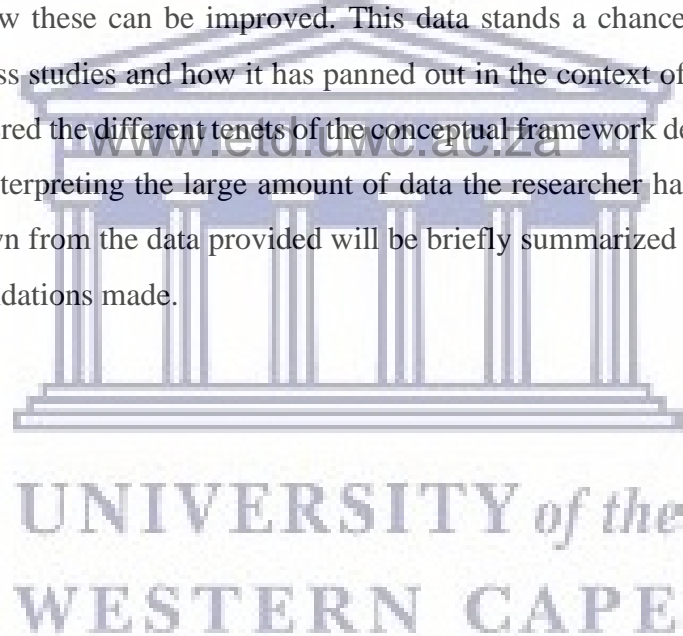 w these can be improved. This data stands a chance
ss studies and how it has panned out in the context of
red the different tenets of the conceptual framework de
www.etd.uwc.ac.za
terpreting the large amount of data the researcher ha
n from the data provided will be briefly summarized
dations made.
UNIVERSITY of the
WESTERN CAPE